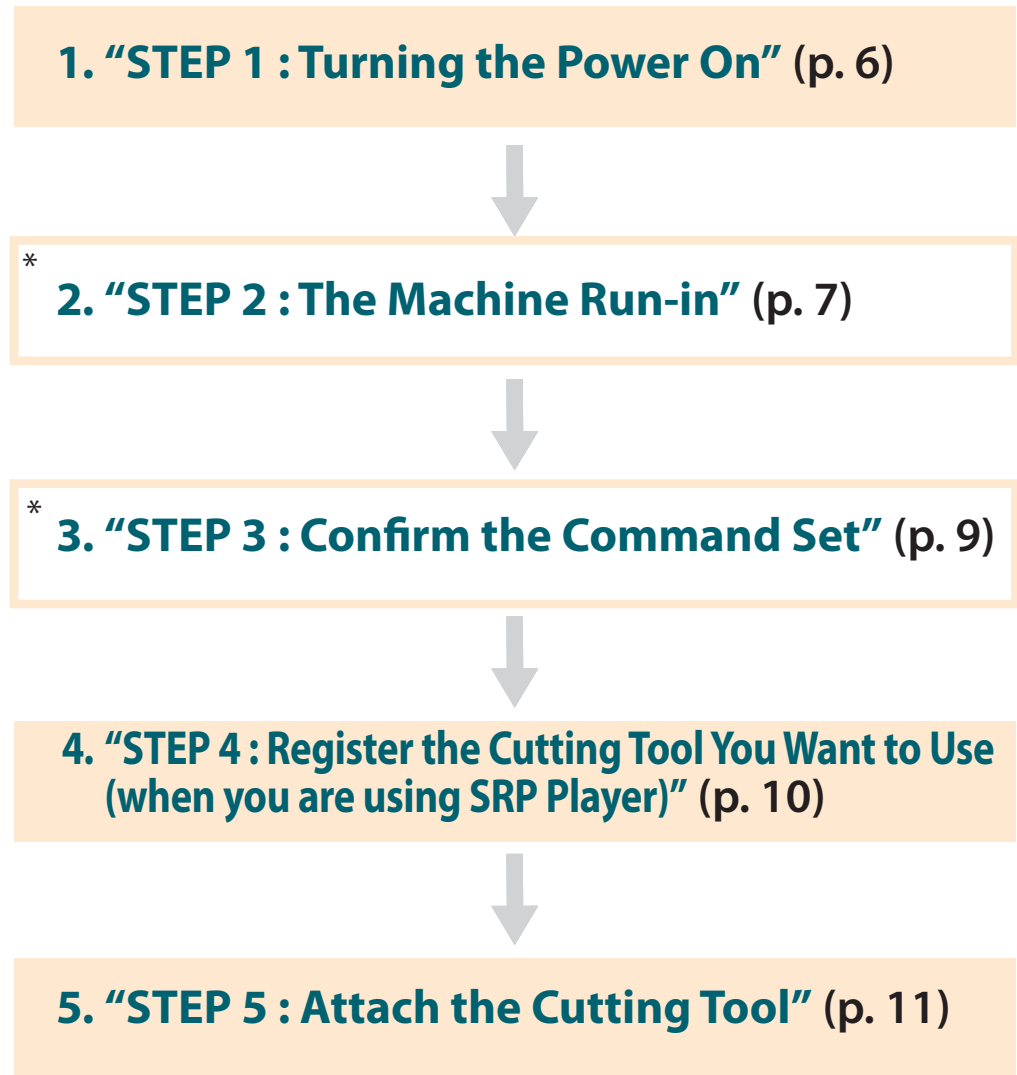 1. “STEP 1 : Turning the Power On” (p. 6)
*
2. “STEP 2 : The Machine Run-in” (p. 7)
*
3. “STEP 3 : Confirm the Command Set” (p. 9)
4. “STEP 4 : Register the Cutting Tool You Want to Use
(when you are using SRP Player)” (p. 10)
5. “STEP 5 : Attach the Cutting Tool” (p. 11)